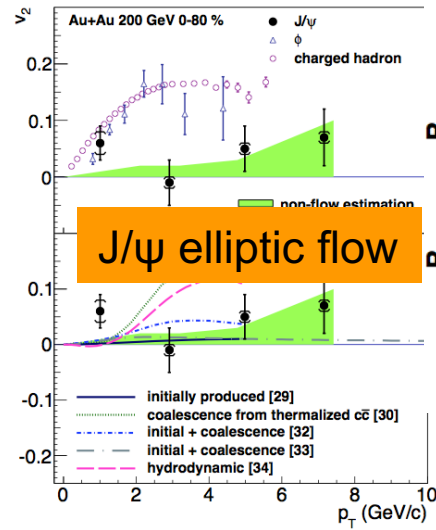 v₂
Au+Au 200 GeV 0-80 %
J/ψ
ϕ
charged hadron
0.2
0.1
0
non-flow estimation
J/ψ elliptic flow
0.1
0
-0.1
-0.2
initially produced [29]
coalescence from thermalized cc̄ [30]
initial + coalescence [32]
initial + coalescence [33]
hydrodynamic [34]
0 2 4 6 8 10
p_T (GeV/c)